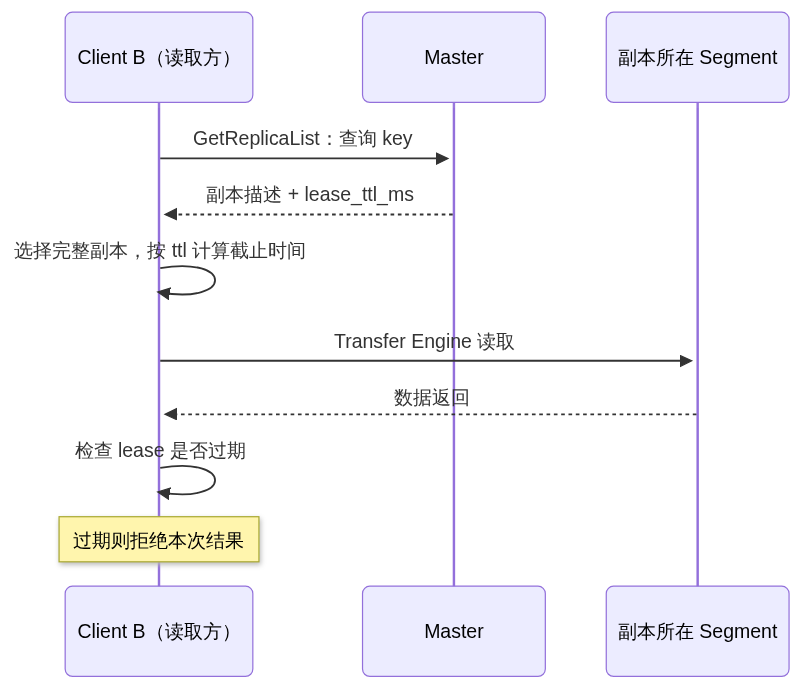 Client B（读取方）
Master
副本所在 Segment
GetReplicaList：查询 key
副本描述 + lease_ttl_ms
选择完整副本，按 ttl 计算截止时间
Transfer Engine 读取
数据返回
检查 lease 是否过期
过期则拒绝本次结果
Client B（读取方）
Master
副本所在 Segment